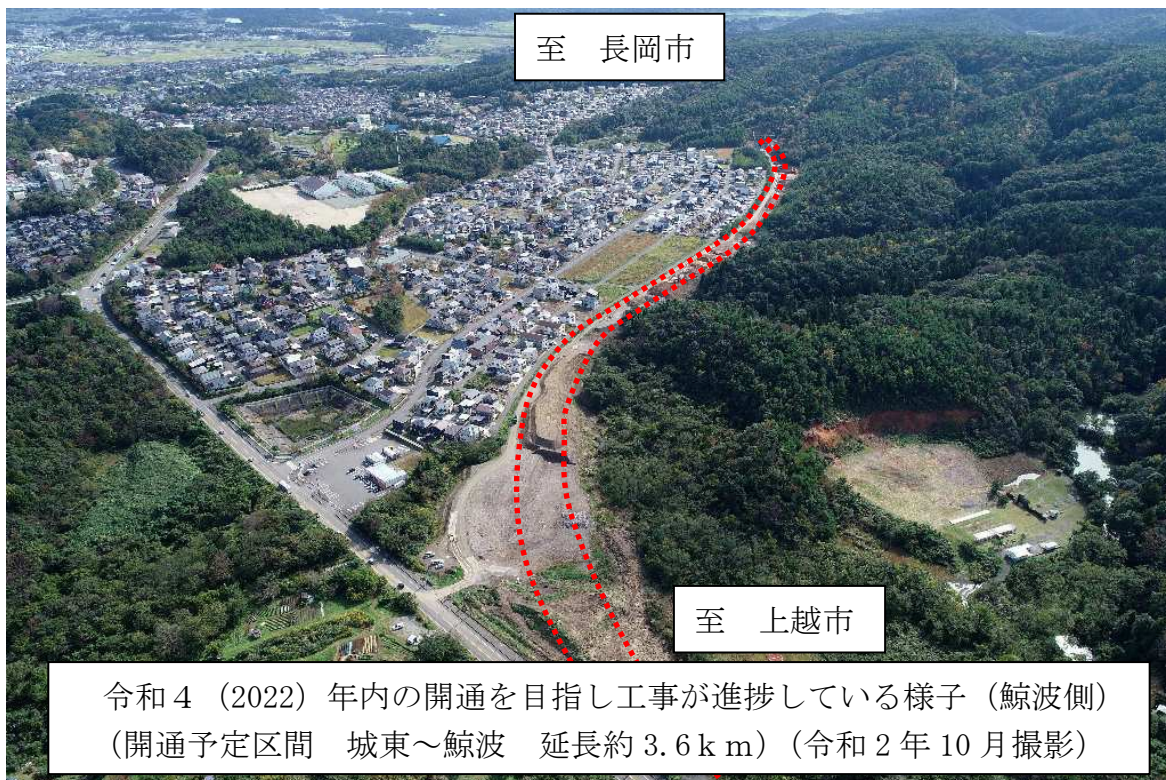 至　長岡市
至　上越市
令和４（2022）年内の開通を目指し工事が進捗している様子（鯨波側）
（開通予定区間　城東～鯨波　延長約 3.6ｋｍ）（令和 2 年 10 月撮影）